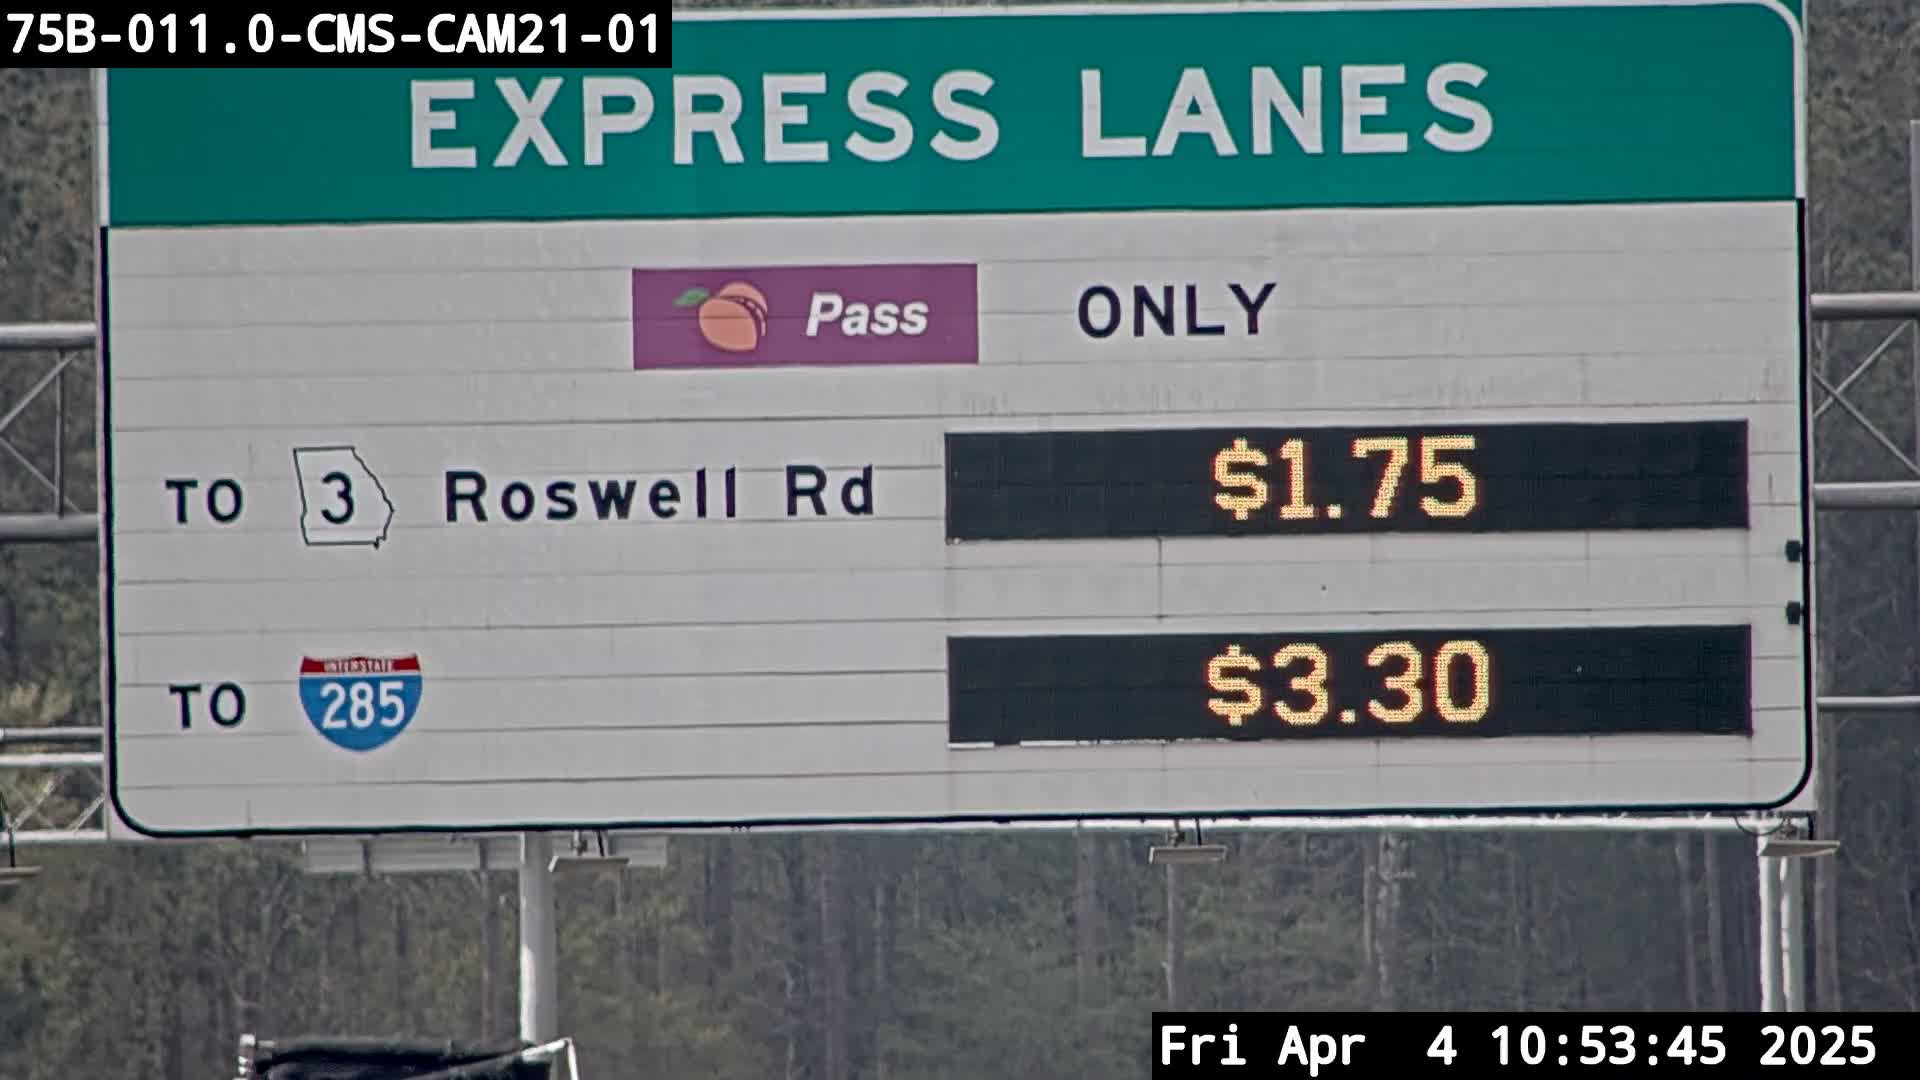 75B-011.0-CMS-CAM21-01
EXPRESS LANES
Pass ONLY
TO 3 Roswell Rd $1.75
TO INTERSTATE 285 $3.30
Fri Apr 4 10:53:45 2025